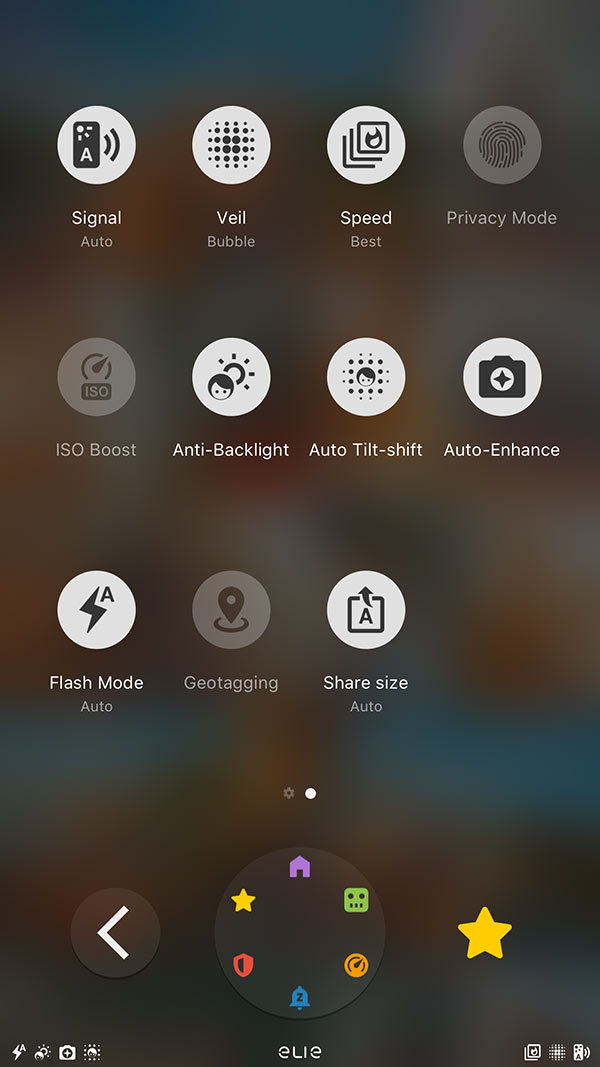 A
Signal
Auto
Veil
Bubble
Speed
Best
Privacy Mode
ISO
ISO Boost
Anti-Backlight
Auto Tilt-shift
Auto-Enhance
A
Flash Mode
Auto
Geotagging
A
Share size
Auto
Z
A
ELIE
A